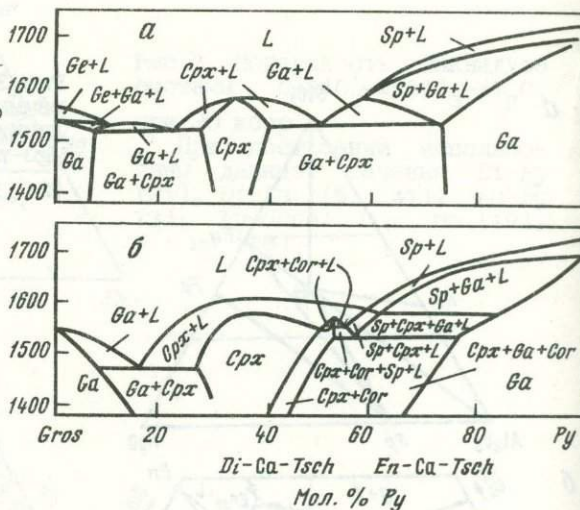 1700
а
L
Sp+L
Ge+L
Cpx+L
Ga+L
1600
Ge+Ga+L
Sp+Ga+L
1500
Ga+L
Ga
Ga+Cpx
Cpx
Ga+Cpx
Ga
1400
1700
б
Sp+L
L
Cpx+Cor+L
Sp+Ga+L
1600
Ga+L
Cpx+L
Sp+Cpx+Ga+L
Sp+Cpx+L
1500
Cpx
Cpx+Cor+Sp+L
Cpx+Ga+Cor
Ga
Ga+Cpx
Cpx+Cor
Ga
1400
Gros
20
40
60
80
Py
Di-Ca-Tsch
En-Ca-Tsch
Мол. % Py